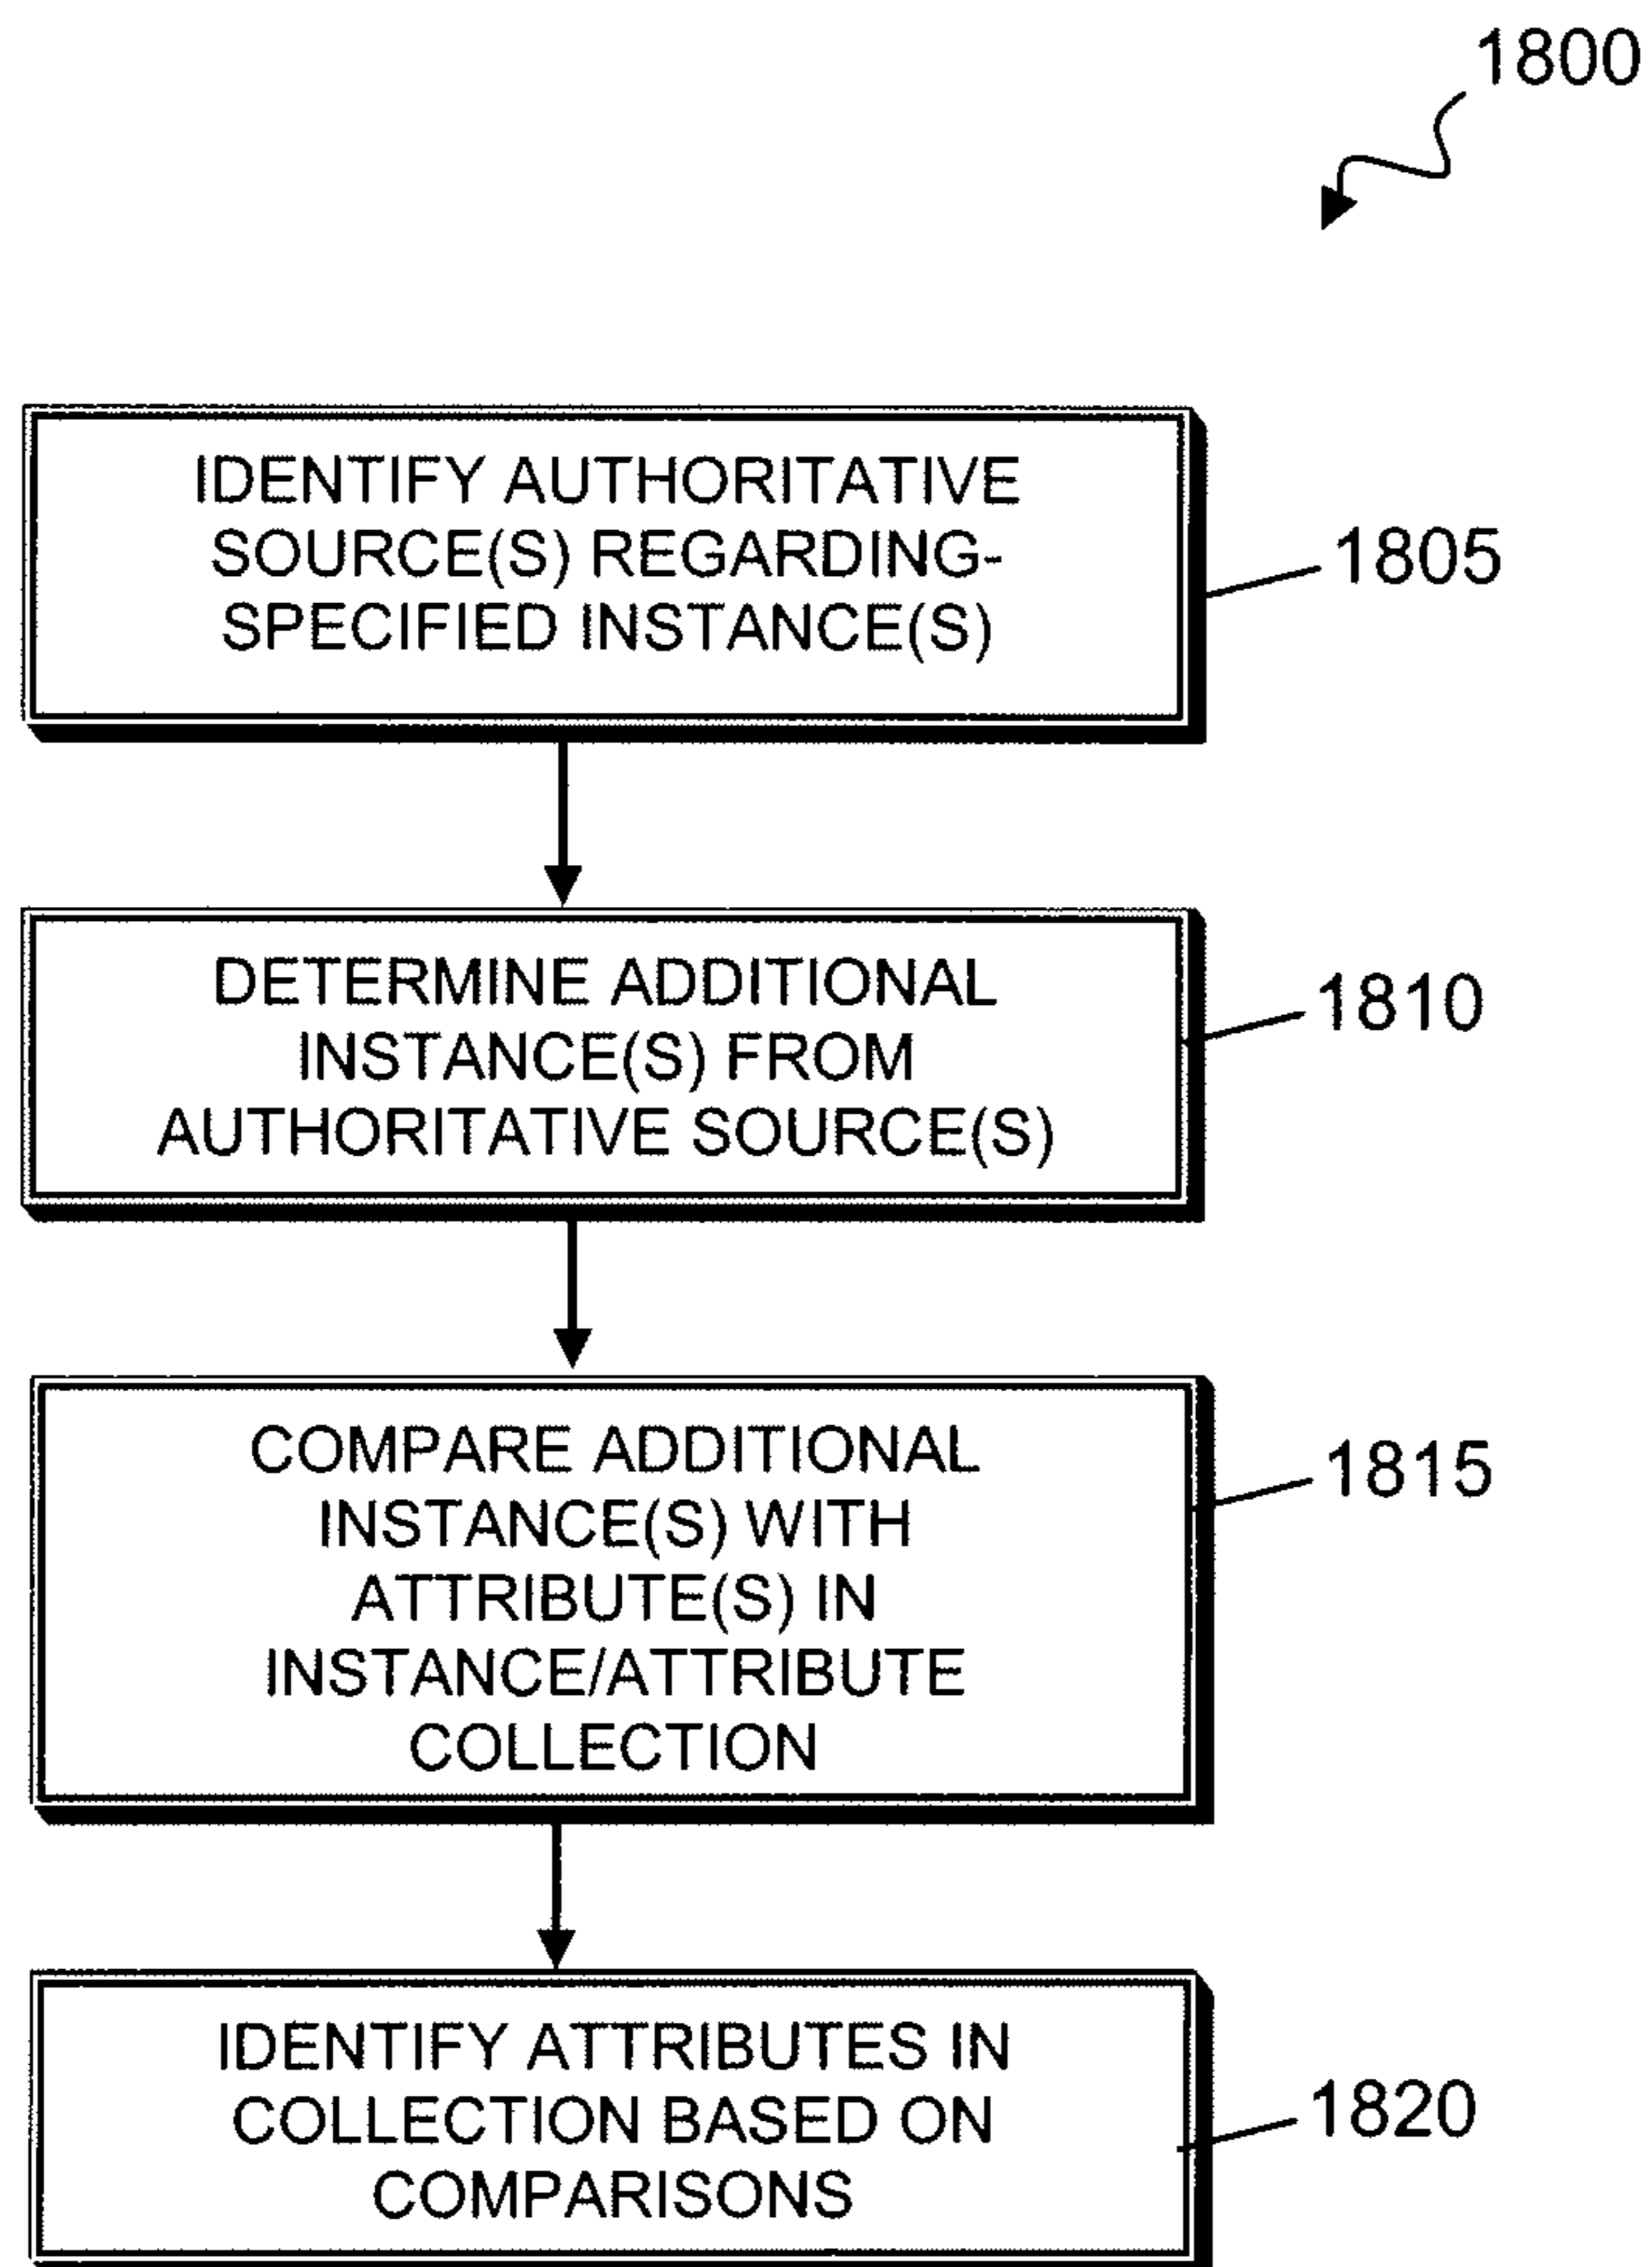 1800
IDENTIFY AUTHORITATIVE
SOURCE(S) REGARDING-
SPECIFIED INSTANCE(S)
1805
DETERMINE ADDITIONAL
INSTANCE(S) FROM
AUTHORITATIVE SOURCE(S)
1810
COMPARE ADDITIONAL
INSTANCE(S) WITH
ATTRIBUTE(S) IN
INSTANCE/ATTRIBUTE
COLLECTION
1815
IDENTIFY ATTRIBUTES IN
COLLECTION BASED ON
COMPARISONS
1820